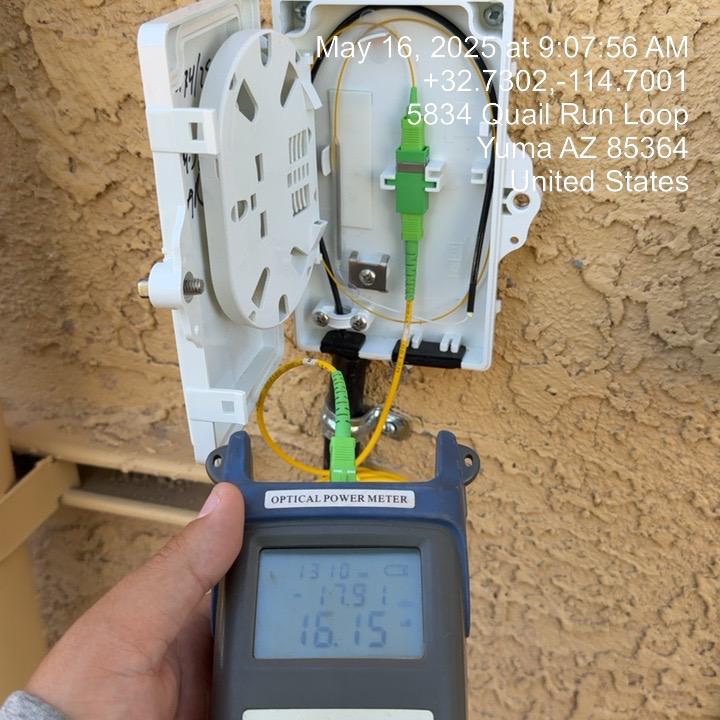 May 16, 2025 at 9:07:56 AM
+32.7302,-114.7001
5834 Quail Run Loop
Yuma AZ 85364
United States
OPTICAL POWER METER
1310
-17.91
16.15